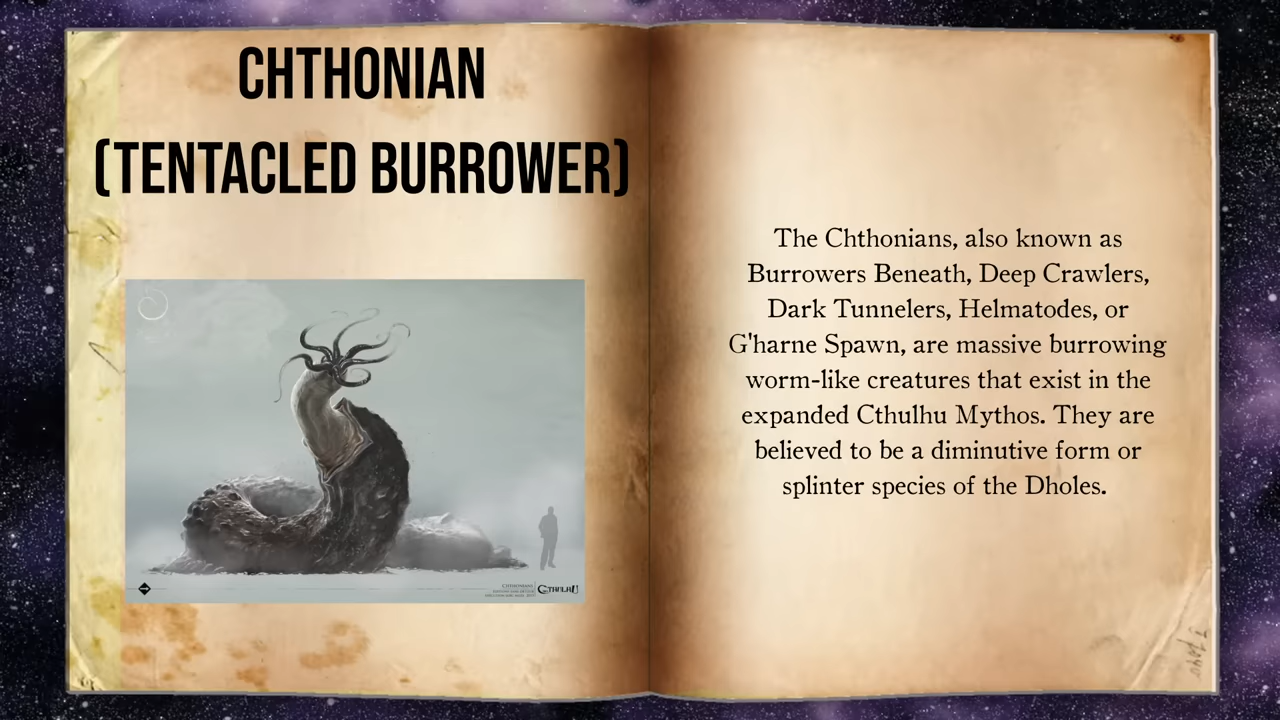 CHTHONIAN
(TENTACLED BURROWER)
CHTHONIANS
CTHULHU
The Chthonians, also known as
Burrowers Beneath, Deep Crawlers,
Dark Tunnelers, Helmatodes, or
G'harne Spawn, are massive burrowing
worm-like creatures that exist in the
expanded Cthulhu Mythos. They are
believed to be a diminutive form or
splinter species of the Dholes.